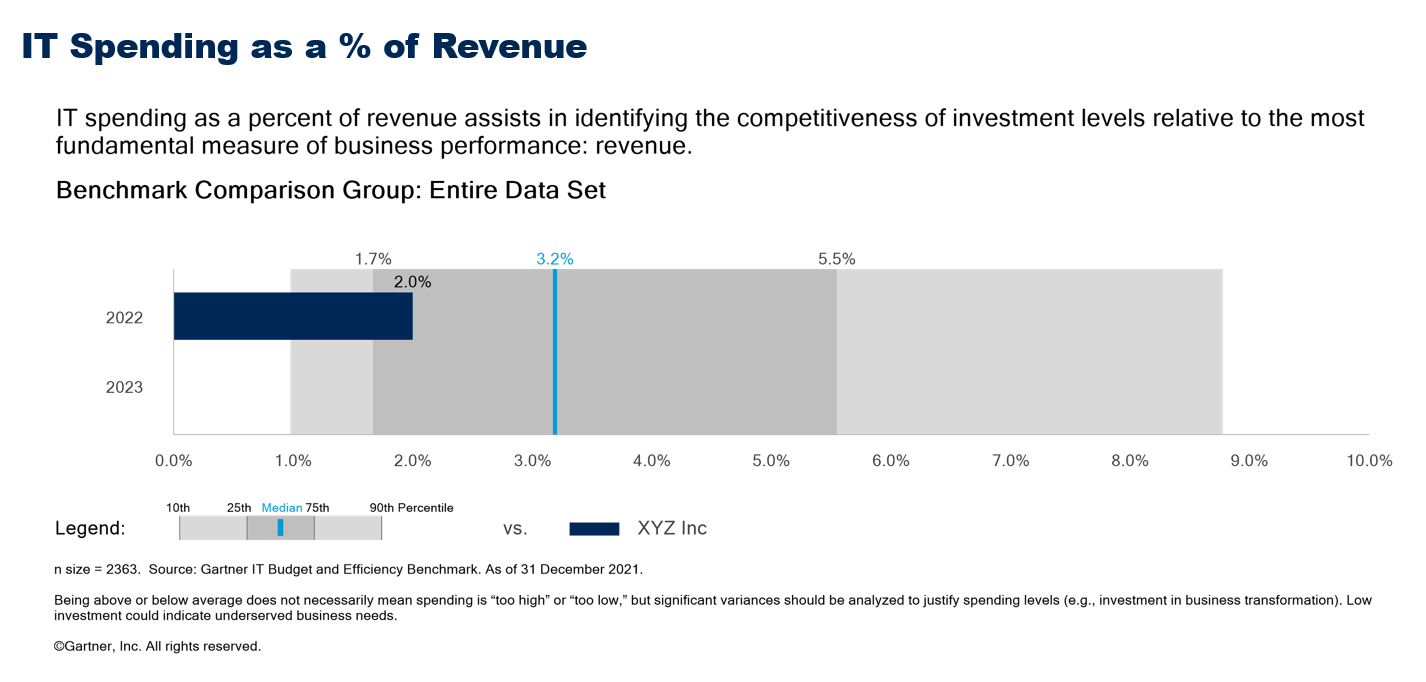 IT Spending as a % of Revenue
IT spending as a percent of revenue assists in identifying the competitiveness of investment levels relative to the most
fundamental measure of business performance: revenue.
Benchmark Comparison Group: Entire Data Set
1.7% 3.2% 5.5%
2.0%
2022
2023
0.0% 1.0% 2.0% 3.0% 4.0% 5.0% 6.0% 7.0% 8.0% 9.0% 10.0%
10th 25th Median 75th 90th Percentile
Legend: vs. XYZ Inc
n size = 2363.  Source: Gartner IT Budget and Efficiency Benchmark. As of 31 December 2021.
Being above or below average does not necessarily mean spending is “too high” or “too low,” but significant variances should be analyzed to justify spending levels (e.g., investment in business transformation). Low
investment could indicate underserved business needs.
©Gartner, Inc. All rights reserved.